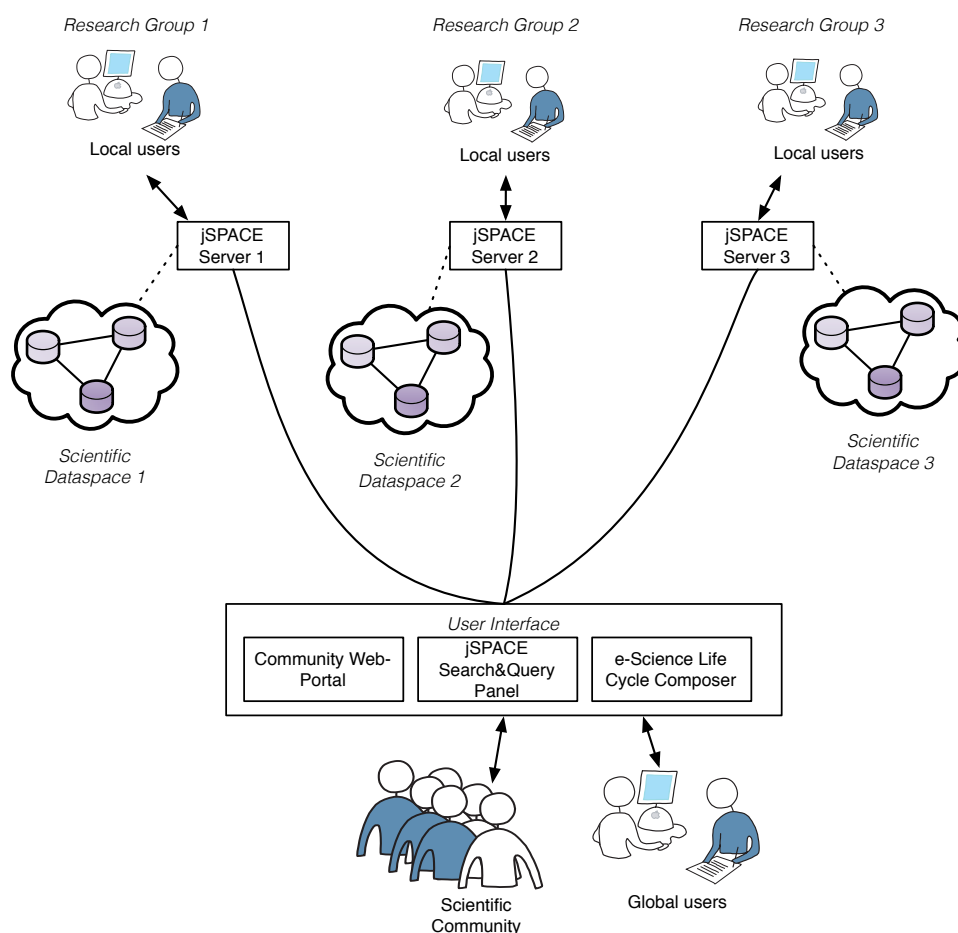 Research Group 1
Research Group 2
Research Group 3
Local users
Local users
Local users
jSPACE
Server 1
jSPACE
Server 2
jSPACE
Server 3
Scientific
Dataspace 1
Scientific
Dataspace 2
Scientific
Dataspace 3
User Interface
Community Web-
Portal
jSPACE
Search&Query
Panel
e-Science Life
Cycle Composer
Scientific
Community
Global users